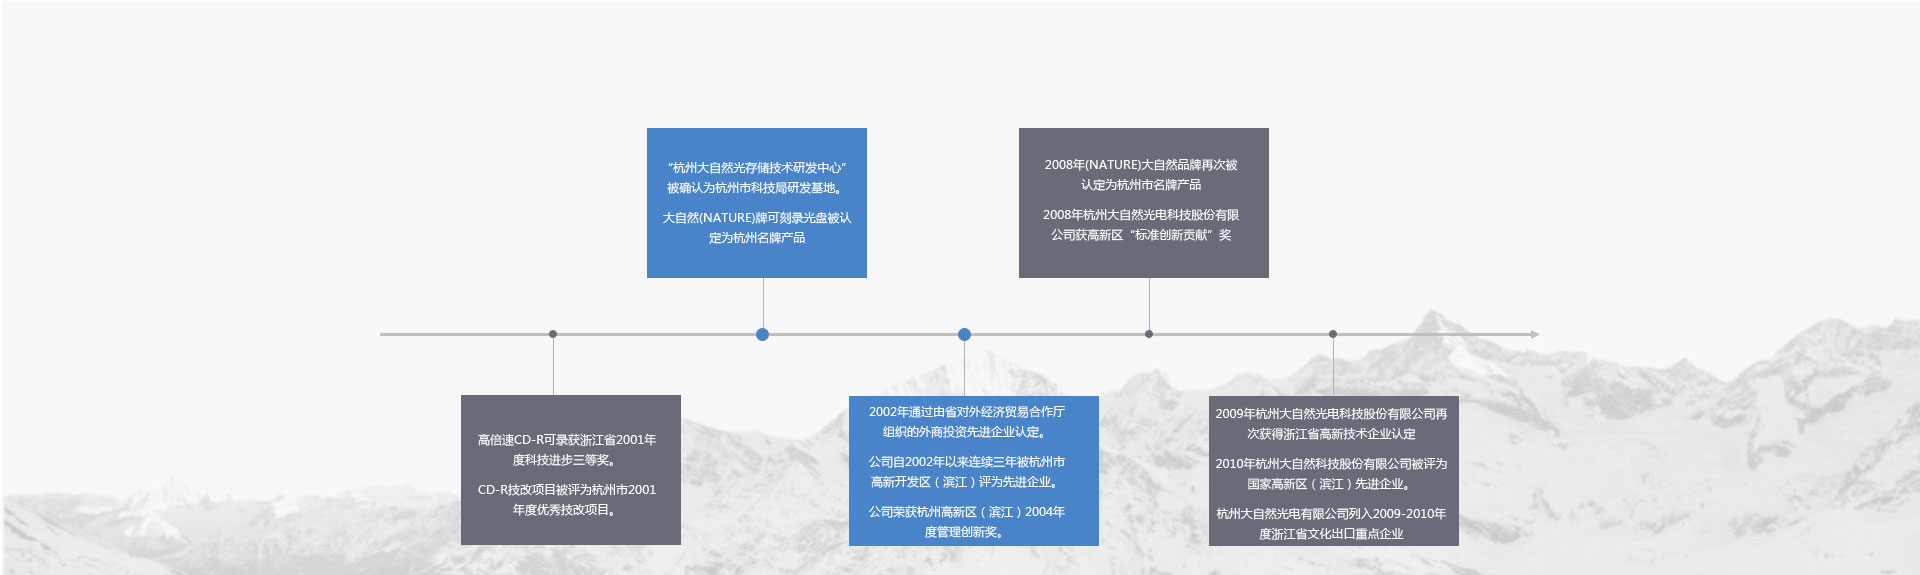 “杭州大自然光存储技术研发中心”
被确认为杭州市科技局研发基地。
大自然(NATURE)牌可刻录光盘被认
定为杭州名牌产品
2008年(NATURE)大自然品牌再次被
认定为杭州市名牌产品
2008年杭州大自然光电科技股份有限
公司获高新区“标准创新贡献”奖
高倍速CD-R可录获浙江省2001年
度科技进步三等奖。
CD-R技改项目被评为杭州市2001
年度优秀技改项目。
2002年通过由省对外经济贸易合作厅
组织的外商投资先进企业认定。
公司自2002年以来连续三年被杭州市
高新开发区（滨江）评为先进企业。
公司荣获杭州高新区（滨江）2004年
度管理创新奖。
2009年杭州大自然光电科技股份有限公司再
次获得浙江省高新技术企业认定
2010年杭州大自然科技股份有限公司被评为
国家高新区（滨江）先进企业。
杭州大自然光电有限公司列入2009-2010年
度浙江省文化出口重点企业